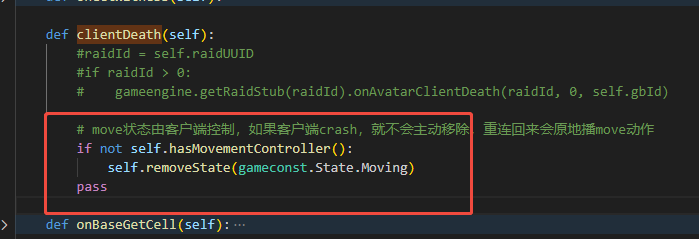 def clientDeath(self):
#raidId = self.raidUUID
#if raidId > 0:
#    gameengine.getRaidStub(raidId).onAvatarClientDeath(raidId, 0, self.gbId)
# move状态由客户端控制，如果客户端crash，就不会主动移除，重连回来会原地播move动作
if not self.hasMovementController():
self.removeState(gameconst.State.Moving)
pass
def onBaseGetCell(self):…